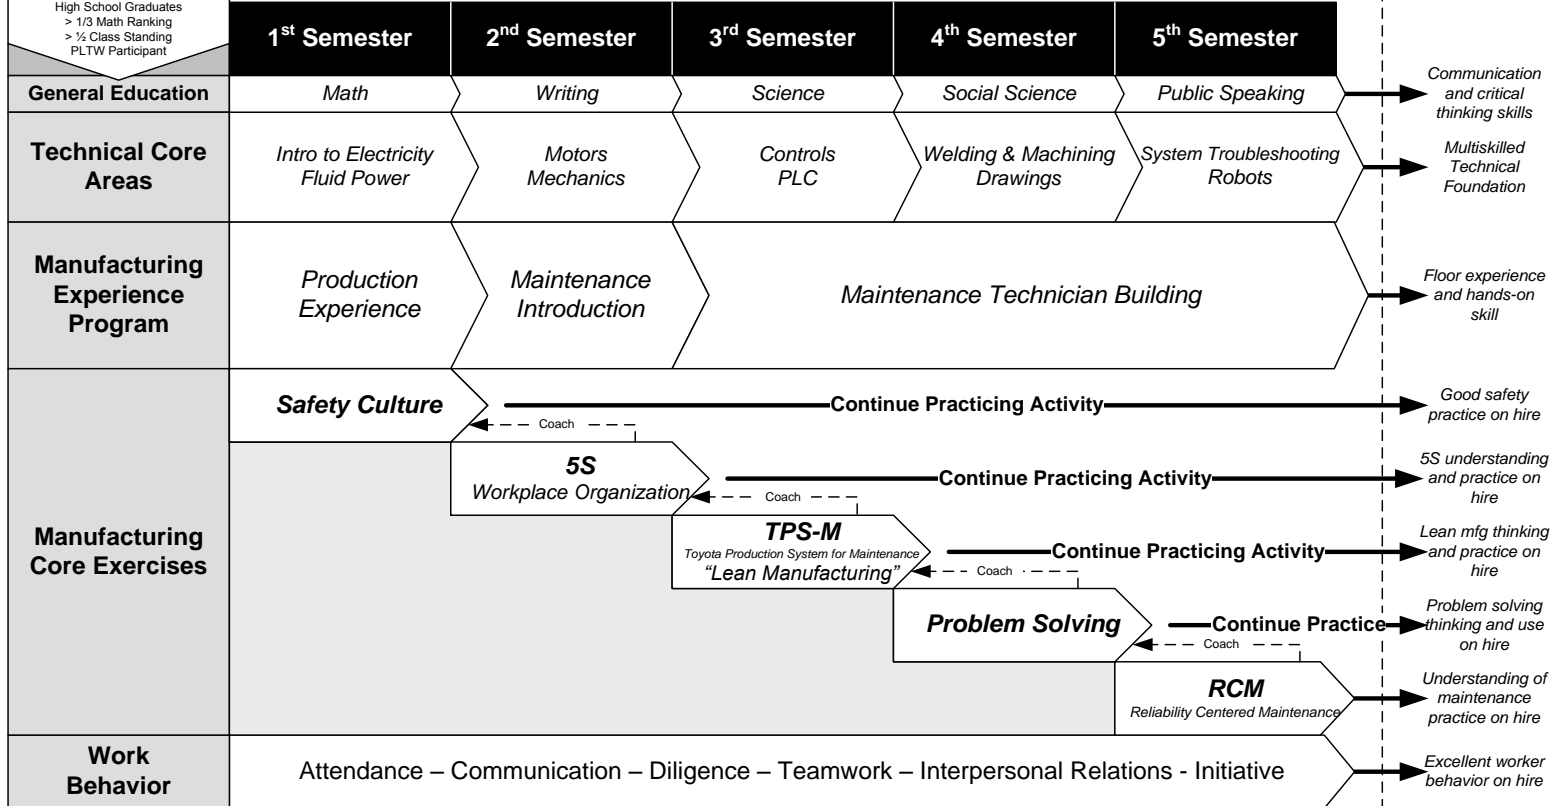 High School Graduates
> 1/3 Math Ranking
> ½ Class Standing
PLTW Participant
1st Semester
2nd Semester
3rd Semester
4th Semester
5th Semester
General Education
Math
Writing
Science
Social Science
Public Speaking
Communication
and critical
thinking skills
Technical Core
Areas
Intro to Electricity
Fluid Power
Motors
Mechanics
Controls
PLC
Welding & Machining
Drawings
System Troubleshooting
Robots
Multiskilled
Technical
Foundation
Manufacturing
Experience
Program
Production
Experience
Maintenance
Introduction
Maintenance Technician Building
Floor experience
and hands-on
skill
Manufacturing
Core Exercises
Safety Culture
Continue Practicing Activity
Good safety
practice on hire
Coach
5S
Workplace Organization
Continue Practicing Activity
5S understanding
and practice on
hire
Coach
TPS-M
Toyota Production System for Maintenance
“Lean Manufacturing”
Continue Practicing Activity
Lean mfg thinking
and practice on
hire
Coach
Problem Solving
Continue Practice
Problem solving
thinking and use
on hire
Coach
RCM
Reliability Centered Maintenance
Understanding of
maintenance
practice on hire
Work
Behavior
Attendance – Communication – Diligence – Teamwork – Interpersonal Relations - Initiative
Excellent worker
behavior on hire